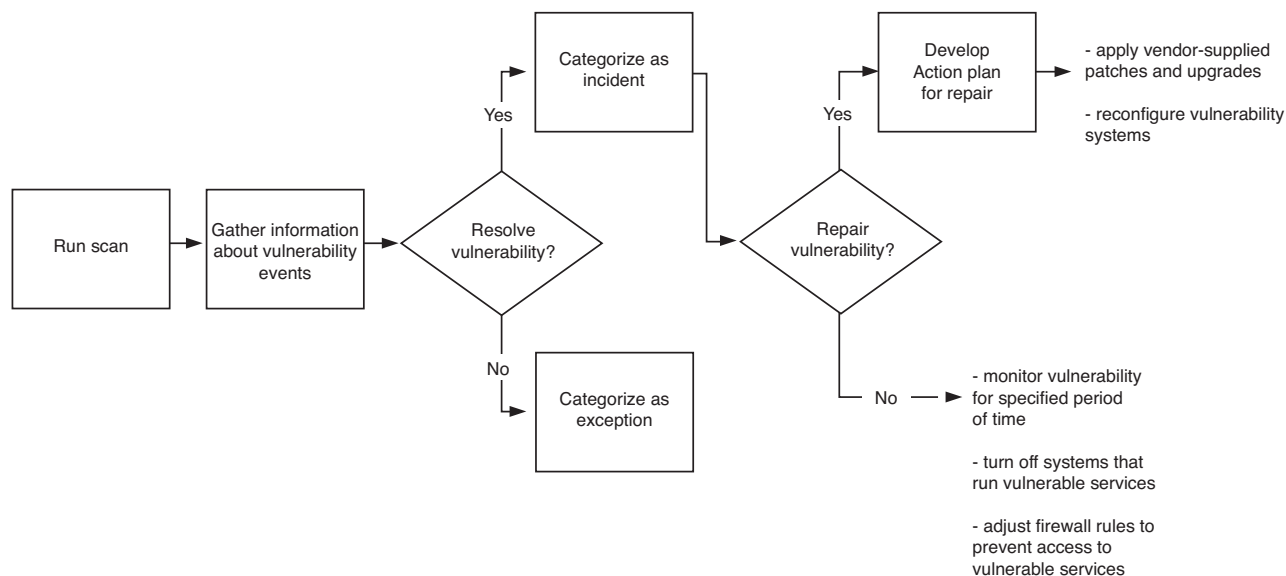 Run scan
Gather information
about vulnerability
events
Resolve
vulnerability?
Yes
Categorize as
incident
No
Categorize as
exception
Repair
vulnerability?
Yes
Develop
Action plan
for repair
- apply vendor-supplied
patches and upgrades
- reconfigure vulnerability
systems
No
- monitor vulnerability
for specified period
of time
- turn off systems that
run vulnerable services
- adjust firewall rules to
prevent access to
vulnerable services